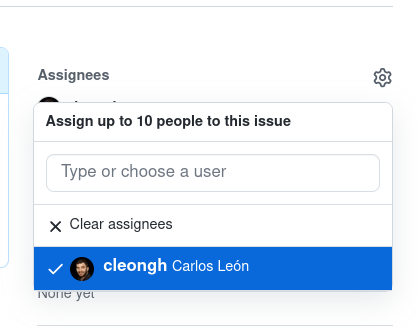 Assignees
Assign up to 10 people to this issue
Type or choose a user
Clear assignees
cleongh Carlos León
None yet